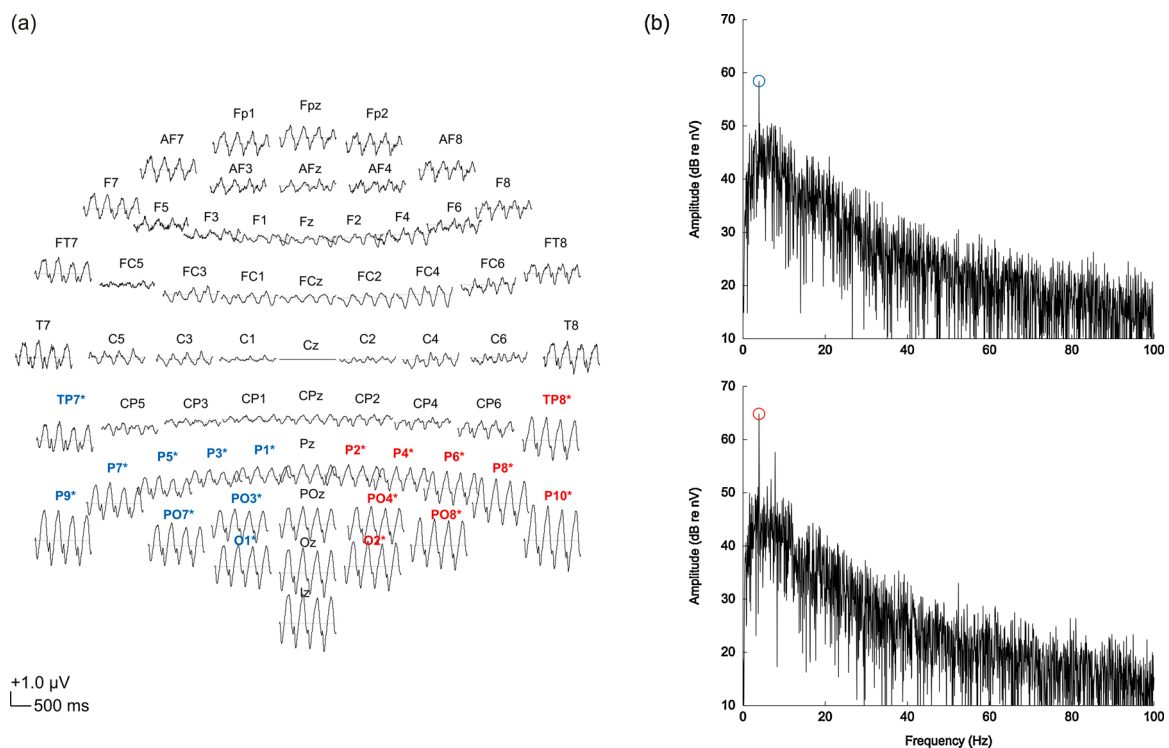 (a)
Fp1 Fpz Fp2
AF7 AF8
AF3 AFz AF4
F7 F8
F5 F3 F1 Fz F2 F4 F6
FT7 FT8
FC5 FC3 FC1 FCz FC2 FC4 FC6
T7 T8
C5 C3 C1 Cz C2 C4 C6
TP7* TP8*
CP5 CP3 CP1 CPz CP2 CP4 CP6
P7* P5* P3* P1* Pz P2* P4* P6* P8*
P9* P10*
PO7* PO3* POz PO4* PO8*
O1* Oz O2*
Iz
+1.0 µV
500 ms
(b)
70
60
50
40
30
20
10
Amplitude (dB re nV)
0 20 40 60 80 100
70
60
50
40
30
20
10
Amplitude (dB re nV)
0 20 40 60 80 100
Frequency (Hz)